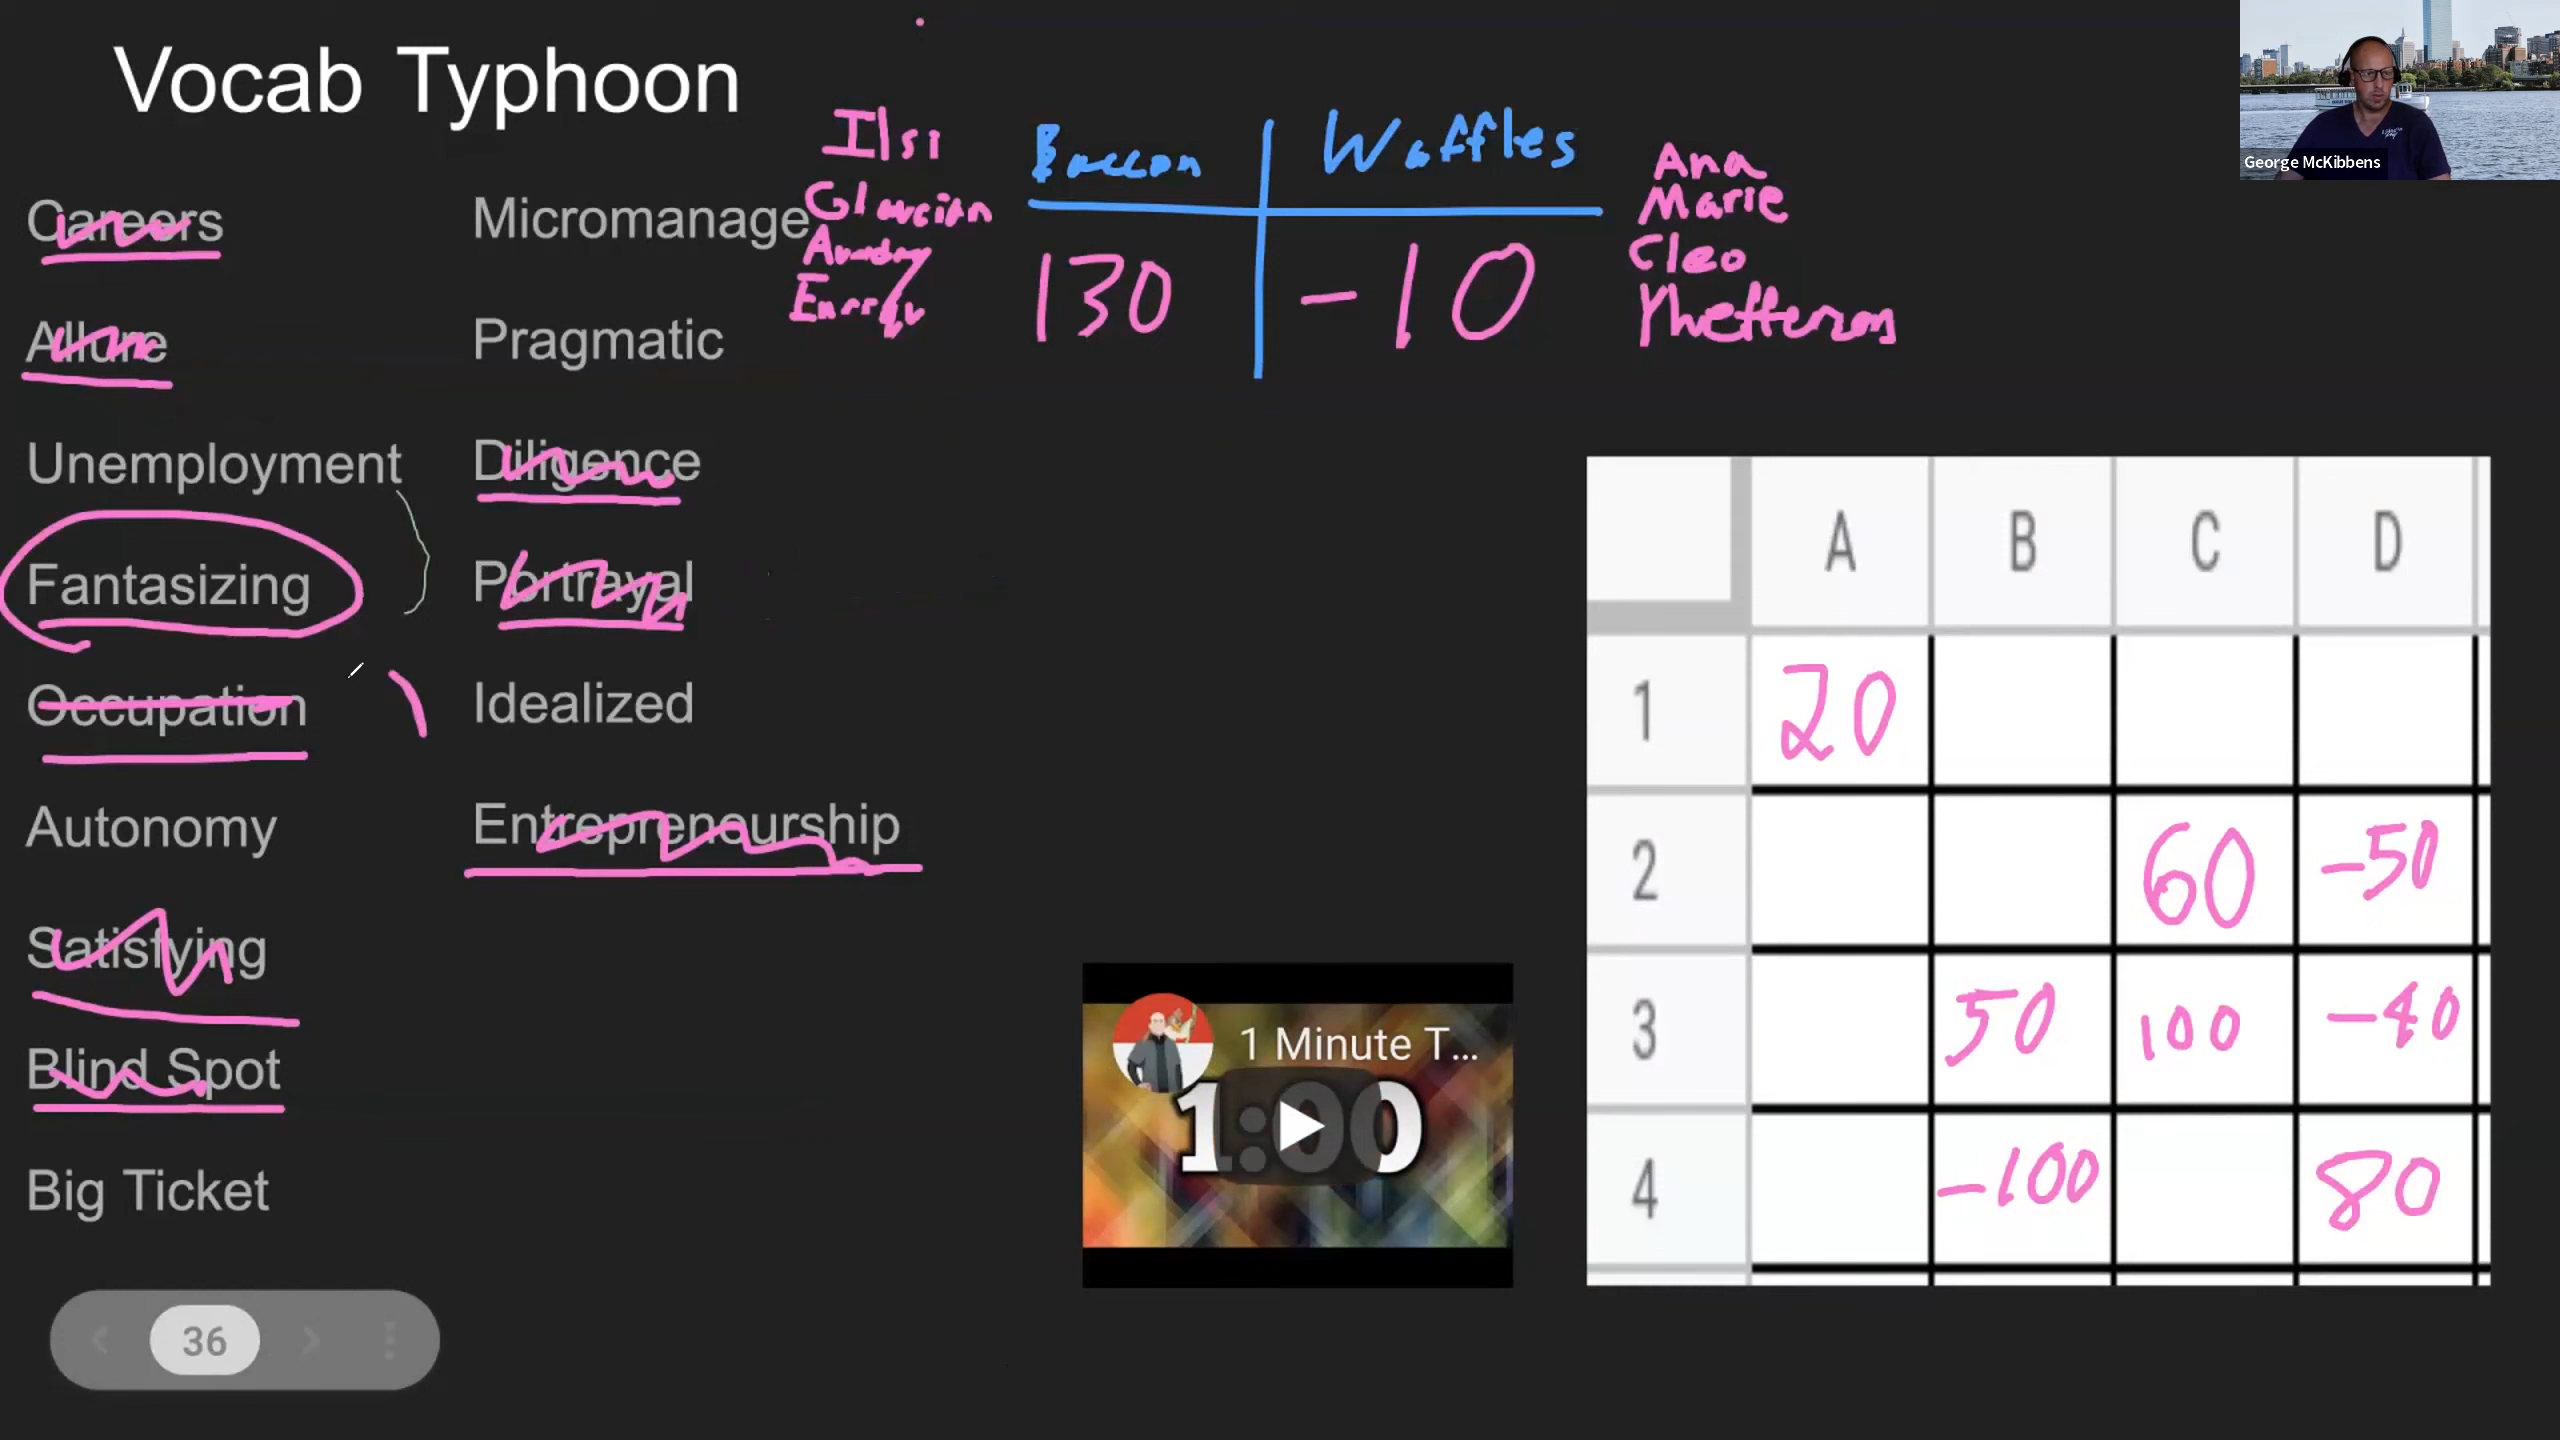 Vocab Typhoon
Careers
Allure
Unemployment
Fantasizing
Occupation
Autonomy
Satisfying
Blind Spot
Big Ticket
Micromanage
Pragmatic
Diligence
Portrayal
Idealized
Entrepreneurship
Ilsi
Baccon
Waffles
130
-10
Ana
Marie
Cleo
George McKibbens
1 Minute T...
1:00
A B C D
1 20
2 60 -50
3 50 100 -40
4 -100 80
36